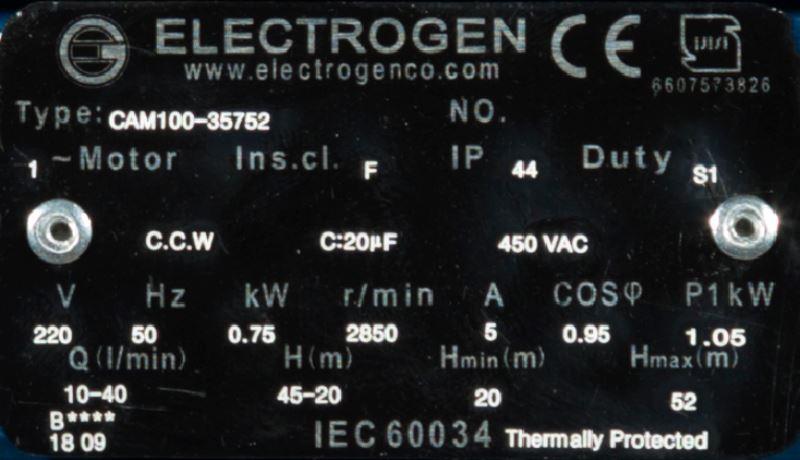 ELECTROGEN CE
www.electrogenco.com
6607573826
Type: CAM100-35752 NO.
1 ~Motor Ins.cl. F IP 44 Duty S1
C.C.W C:20µF 450 VAC
V Hz kW r/min A COSφ P1kW
220 50 0.75 2850 5 0.95 1.05
Q(l/min) H(m) Hmin(m) Hmax(m)
10-40 45-20 20 52
B****
18 09 IEC 60034 Thermally Protected